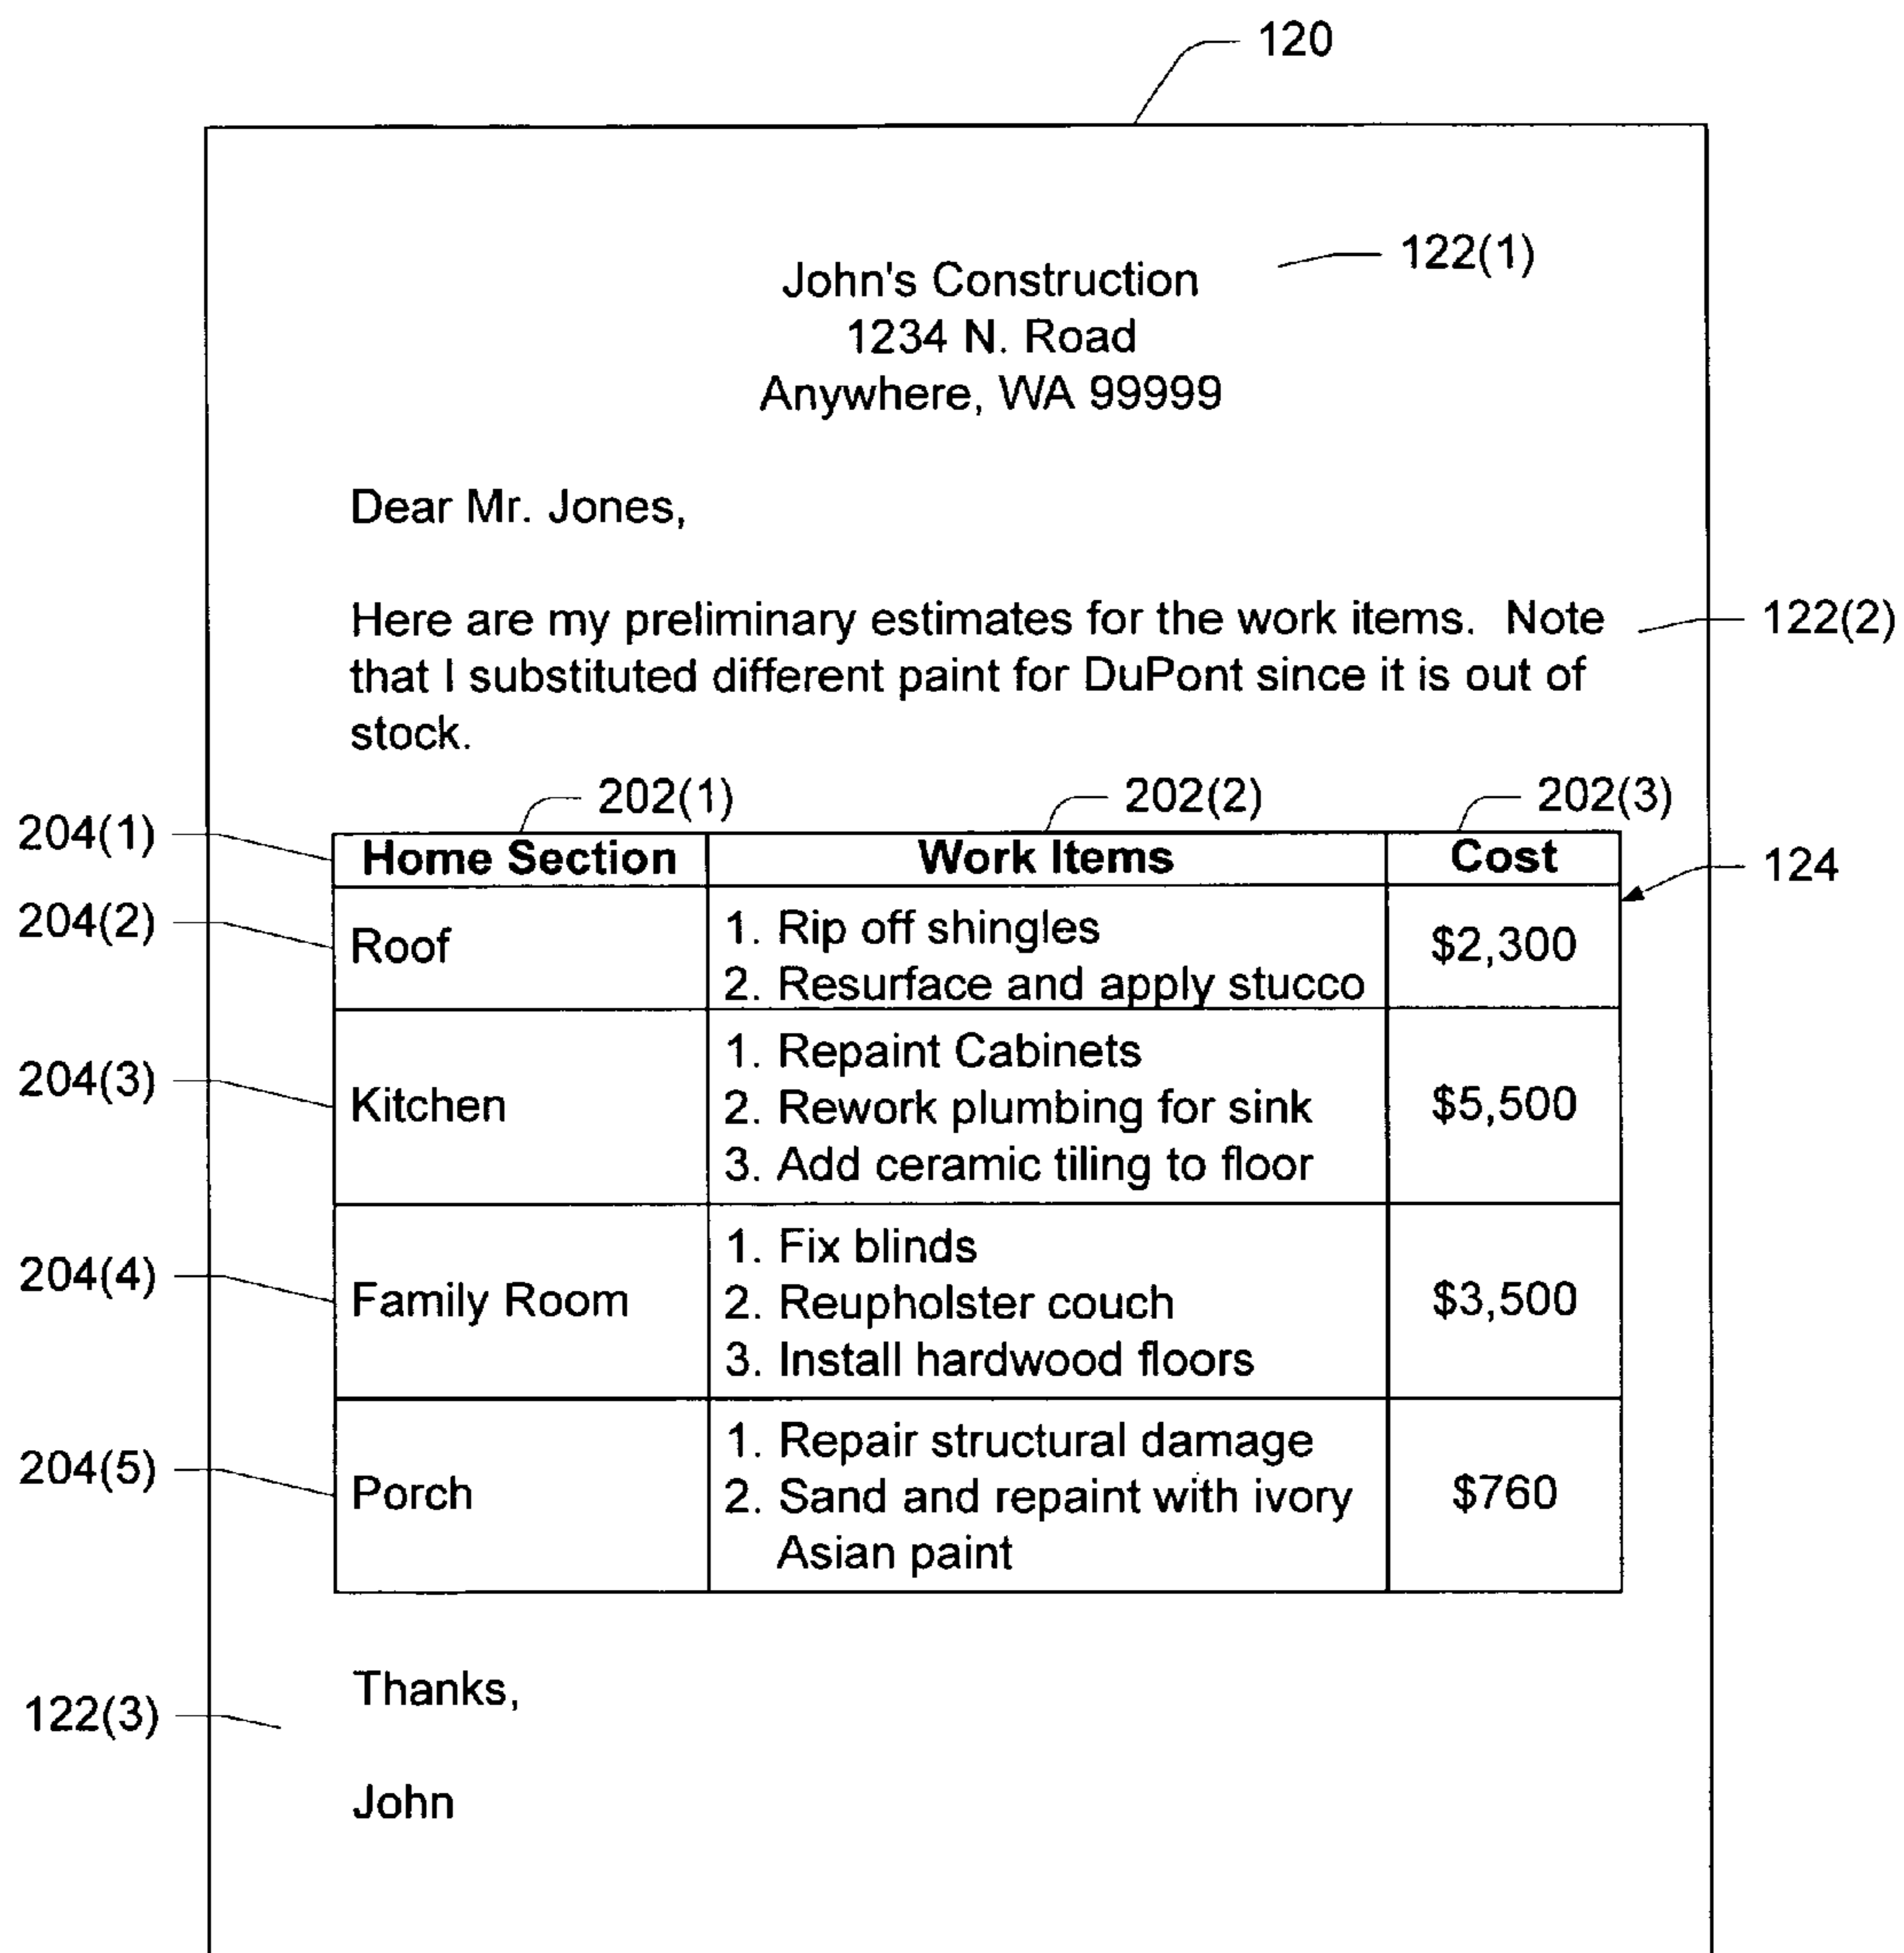 120
John's Construction
122(1)
1234 N. Road
Anywhere, WA 99999
Dear Mr. Jones,
Here are my preliminary estimates for the work items. Note
122(2)
that I substituted different paint for DuPont since it is out of
stock.
202(1)
202(2)
202(3)
204(1)
Home Section
Work Items
Cost
124
204(2)
Roof
1. Rip off shingles
2. Resurface and apply stucco
$2,300
204(3)
Kitchen
1. Repaint Cabinets
2. Rework plumbing for sink
3. Add ceramic tiling to floor
$5,500
204(4)
Family Room
1. Fix blinds
2. Reupholster couch
3. Install hardwood floors
$3,500
204(5)
Porch
1. Repair structural damage
2. Sand and repaint with ivory
Asian paint
$760
Thanks,
122(3)
John